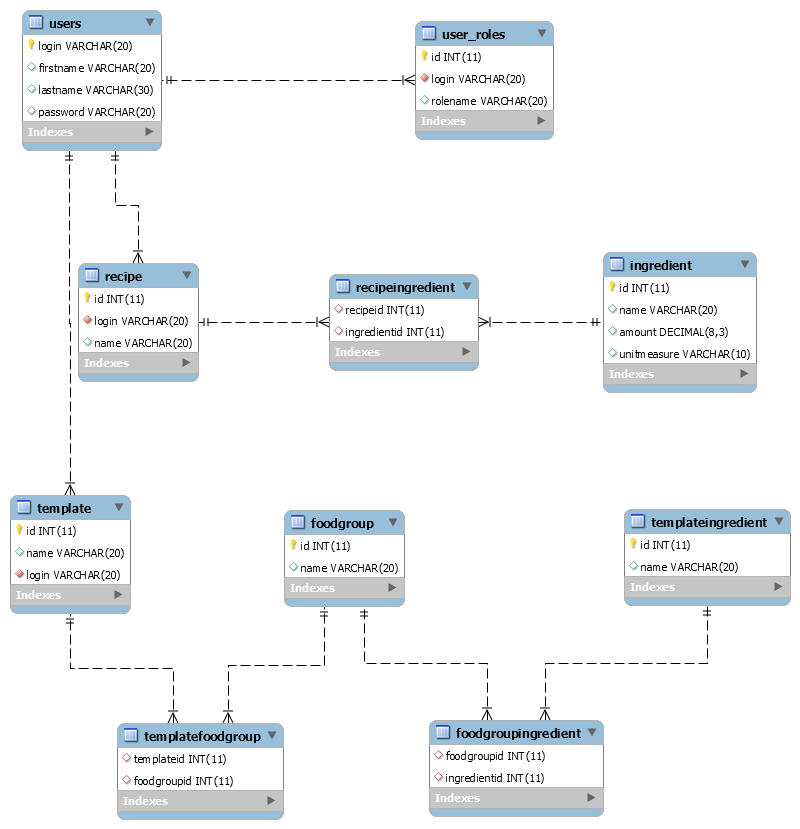 users
login VARCHAR(20)
firstname VARCHAR(20)
lastname VARCHAR(30)
password VARCHAR(20)
Indexes
user_roles
id INT(11)
login VARCHAR(20)
rolename VARCHAR(20)
Indexes
recipe
id INT(11)
login VARCHAR(20)
name VARCHAR(20)
Indexes
recipeingredient
recipeid INT(11)
ingredientid INT(11)
Indexes
ingredient
id INT(11)
name VARCHAR(20)
amount DECIMAL(8,3)
unitmeasure VARCHAR(10)
Indexes
template
id INT(11)
name VARCHAR(20)
login VARCHAR(20)
Indexes
foodgroup
id INT(11)
name VARCHAR(20)
Indexes
templateingredient
id INT(11)
name VARCHAR(20)
Indexes
templatefoodgroup
templateid INT(11)
foodgroupid INT(11)
Indexes
foodgroupingredient
foodgroupid INT(11)
ingredientid INT(11)
Indexes